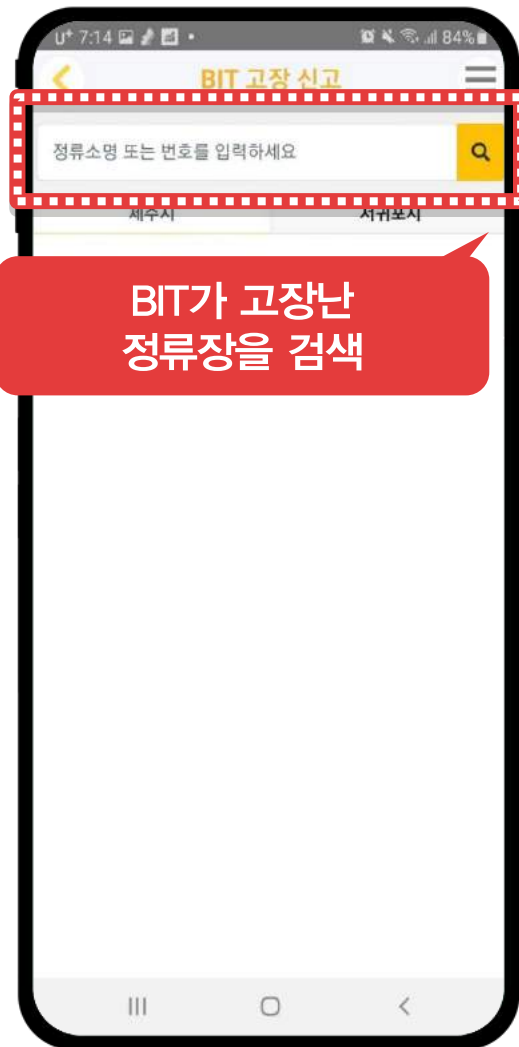 U⁺ 7:14 84%
BIT 고장 신고
정류소명 또는 번호를 입력하세요
제주시 서귀포시
BIT가 고장난
정류장을 검색